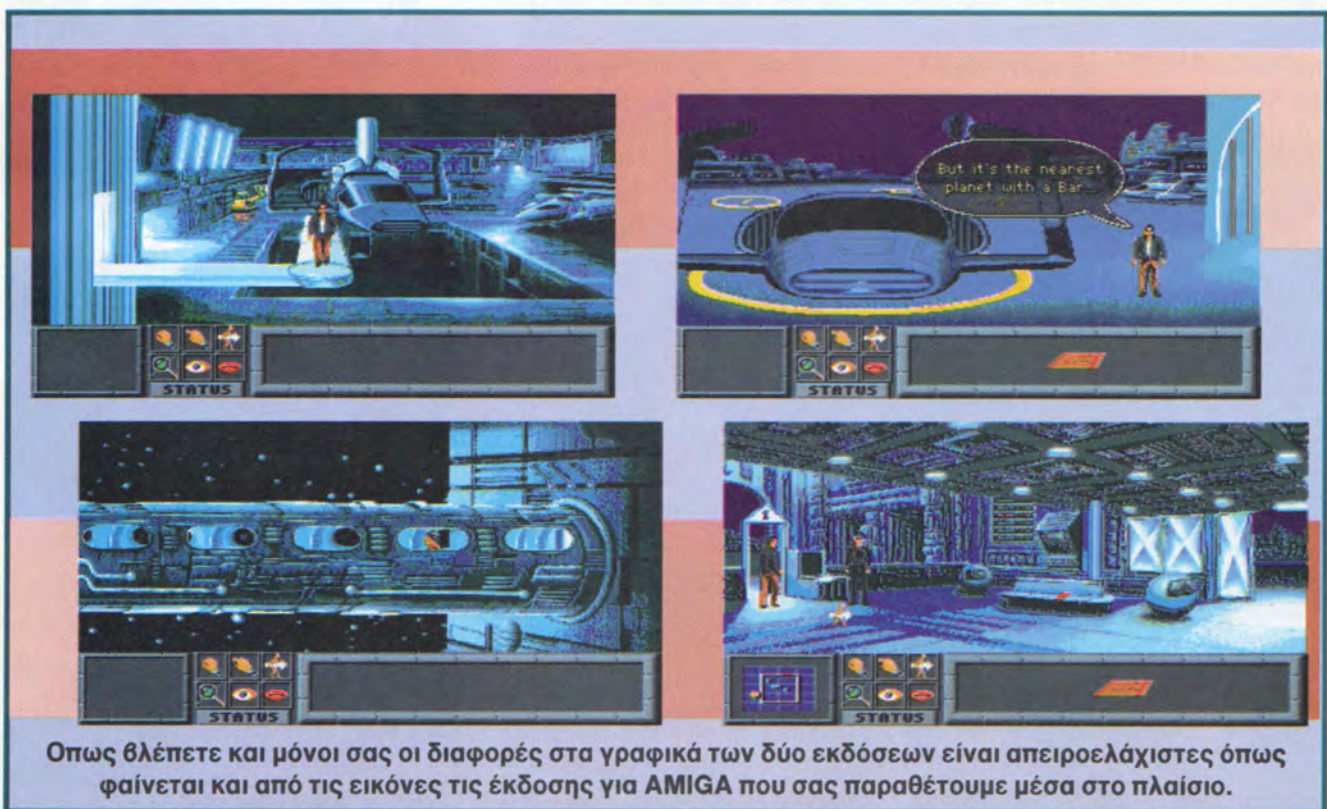 But it's the nearest
planet with a Bar
STATUS
STATUS
1
STATUS
STATUS
Οπως βλέπετε και μόνοι σας οι διαφορές στα γραφικά των δύο εκδόσεων είναι απειροελάχιστες όπως
φαίνεται και από τις εικόνες τις έκδοσης για AMIGA που σας παραθέτουμε μέσα στο πλαίσιο.